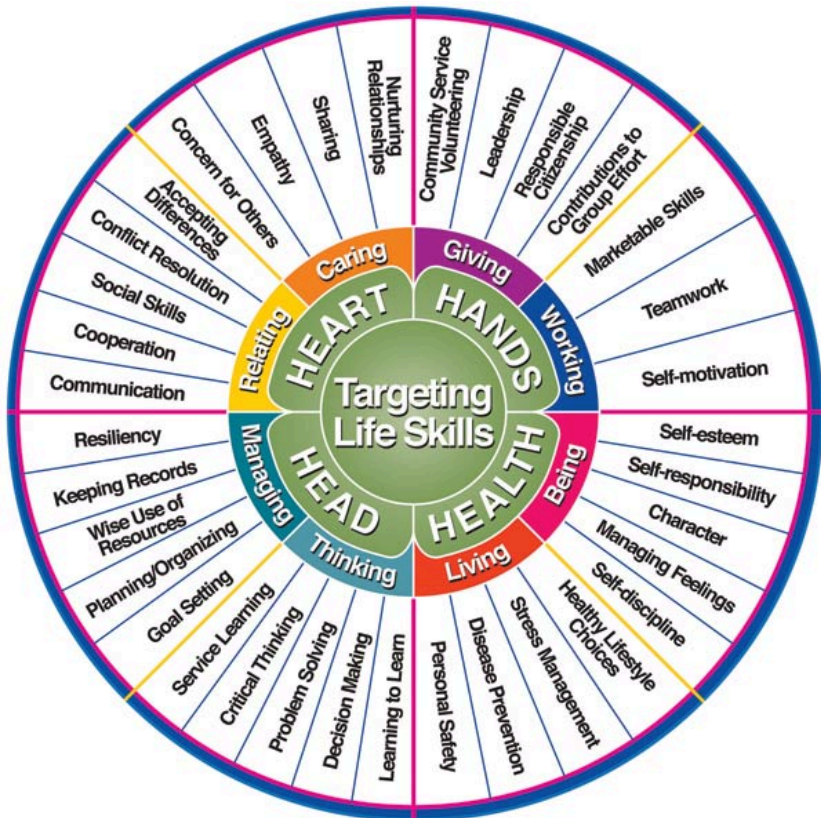 Targeting
Life Skills
HEART
HANDS
HEALTH
HEAD
Caring
Giving
Working
Being
Living
Thinking
Managing
Relating
Nurturing
Relationships
Sharing
Empathy
Concern for Others
Accepting
Differences
Conflict Resolution
Social Skills
Cooperation
Communication
Community Service
Volunteering
Leadership
Responsible
Citizenship
Contributions to
Group Effort
Marketable Skills
Teamwork
Self-motivation
Self-esteem
Self-responsibility
Character
Managing Feelings
Self-discipline
Healthy Lifestyle
Choices
Stress Management
Disease Prevention
Personal Safety
Learning to Learn
Decision Making
Problem Solving
Critical Thinking
Service Learning
Goal Setting
Planning/Organizing
Wise Use of
Resources
Keeping Records
Resiliency